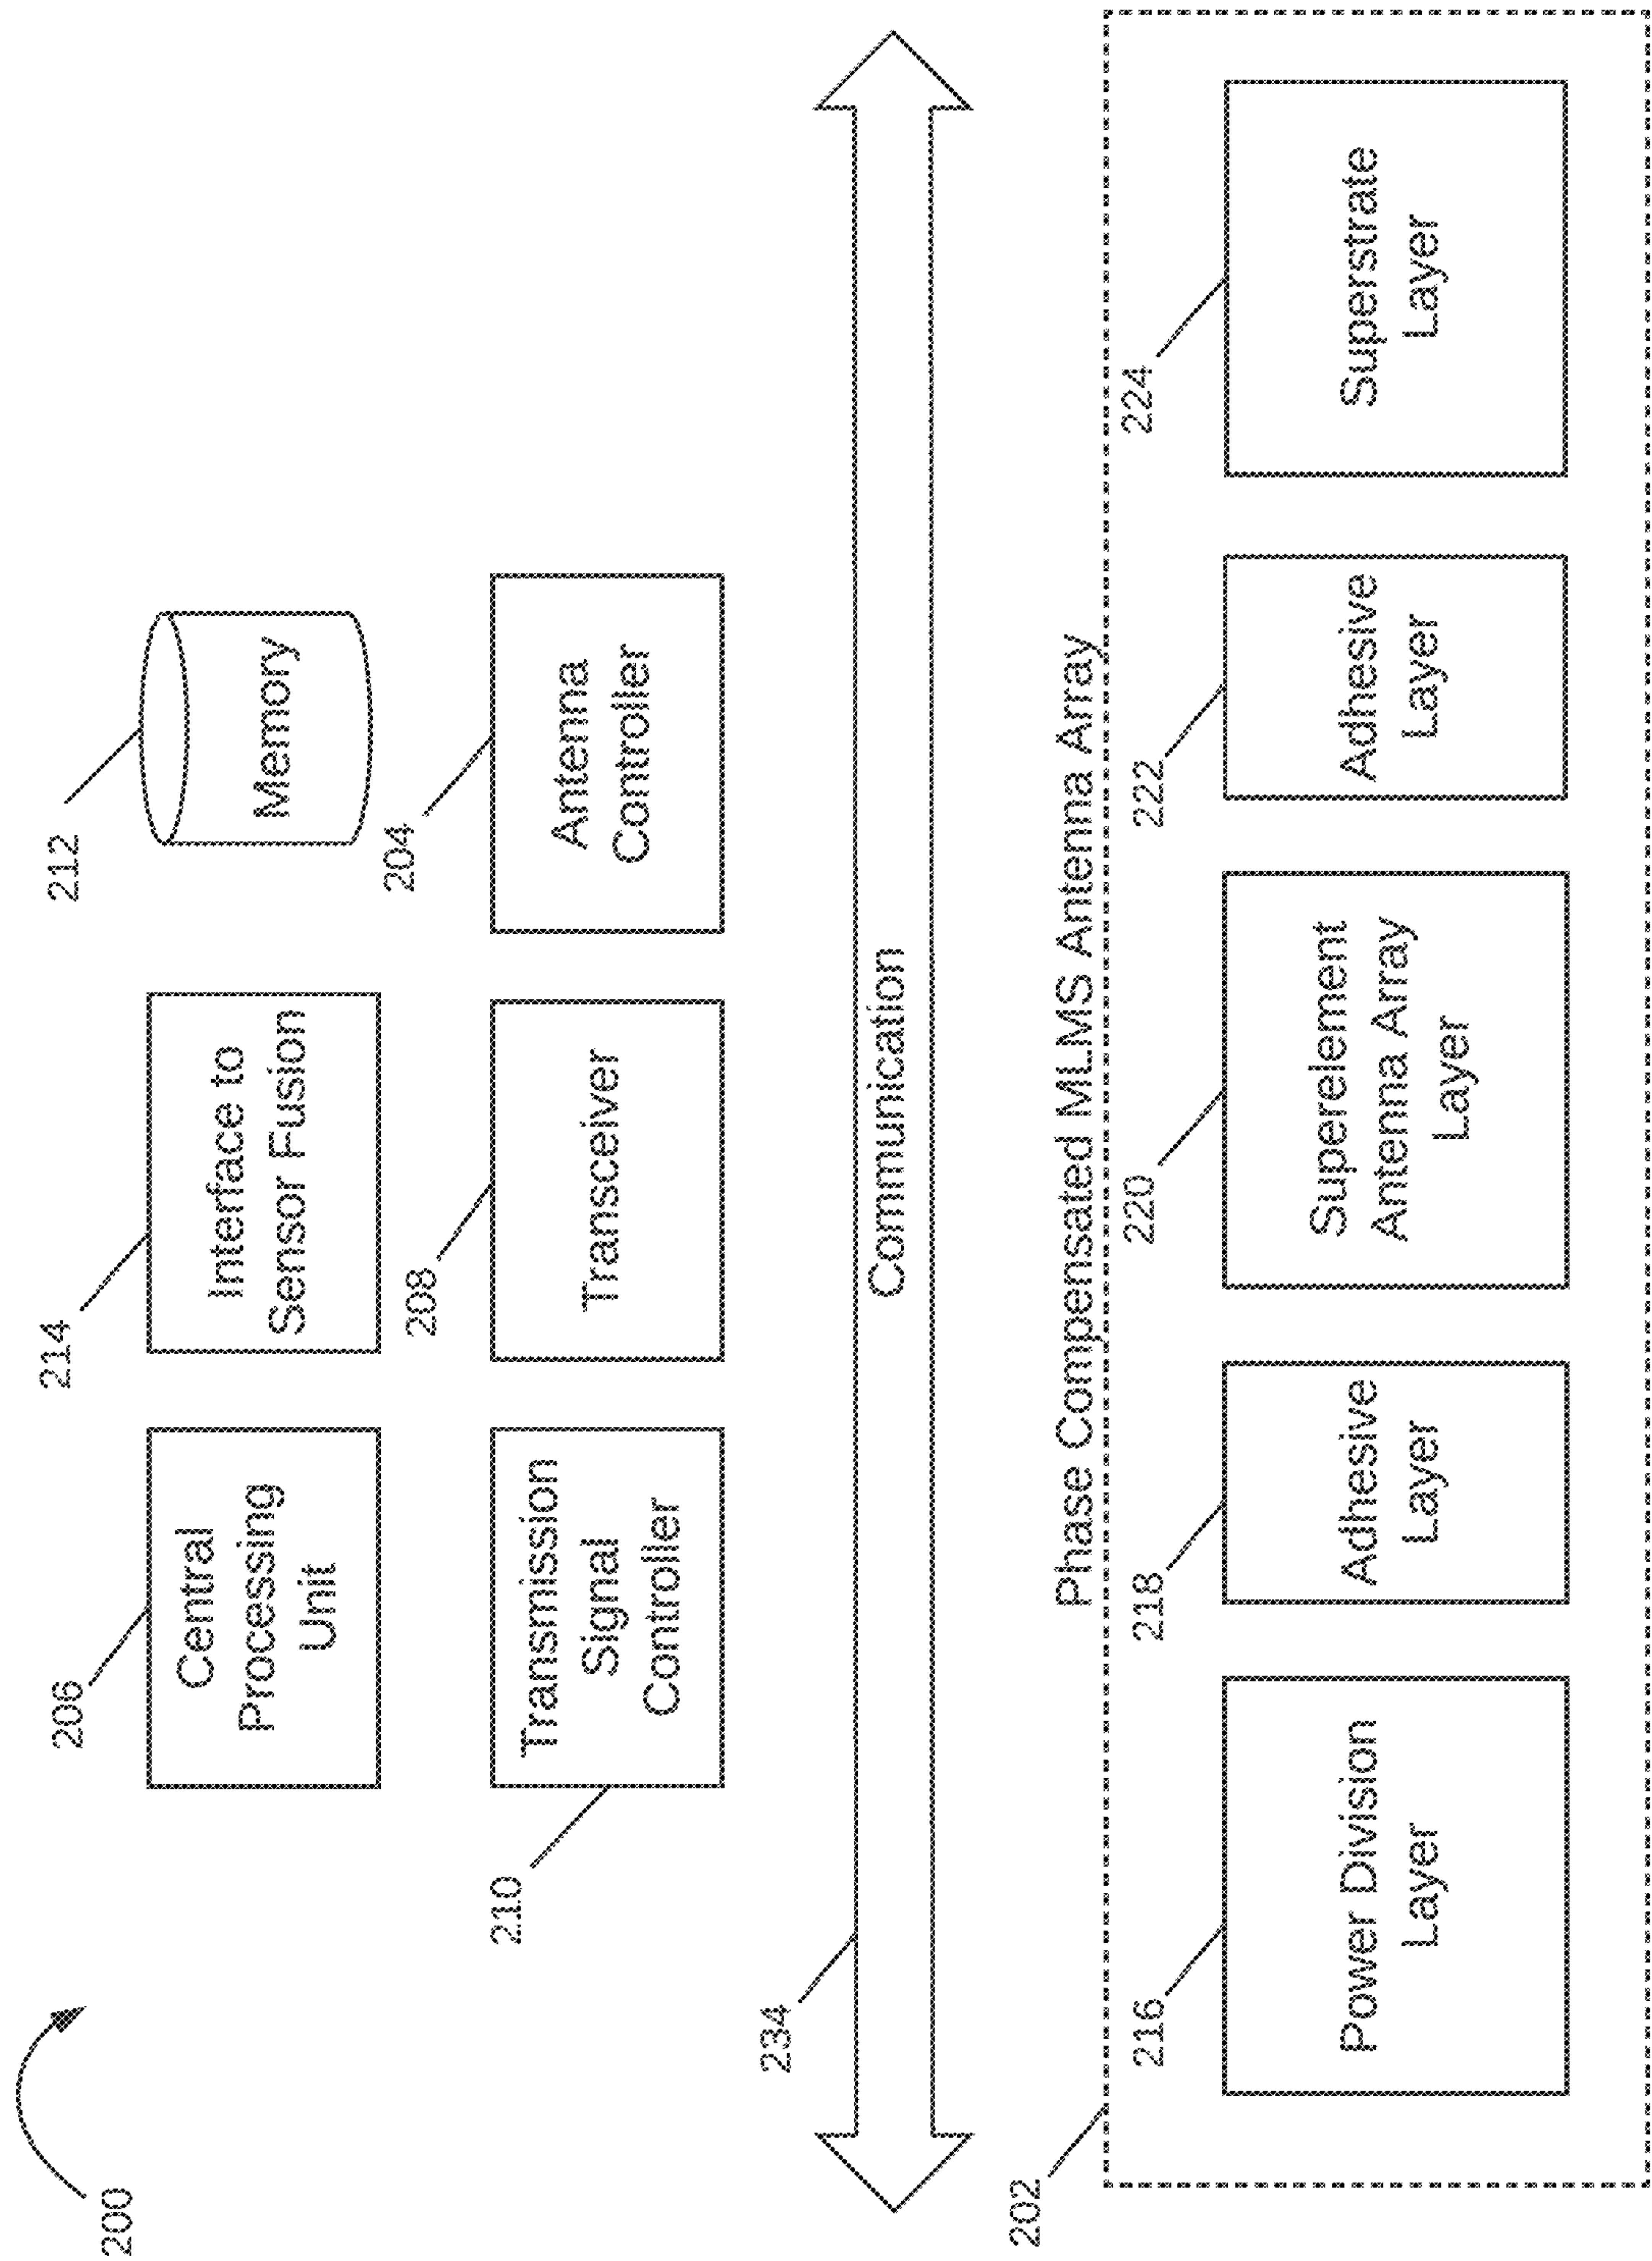 200
206
Central
Processing
Unit
214
Interface to
Sensor Fusion
212
Memory
210
Transmission
Signal
Controller
208
Transceiver
204
Antenna
Controller
234
Communication
202
Phase Compensated MLMS Antenna Array
216
Power Division
Layer
218
Adhesive
Layer
220
Superelement
Antenna Array
Layer
222
Adhesive
Layer
224
Superstrate
Layer